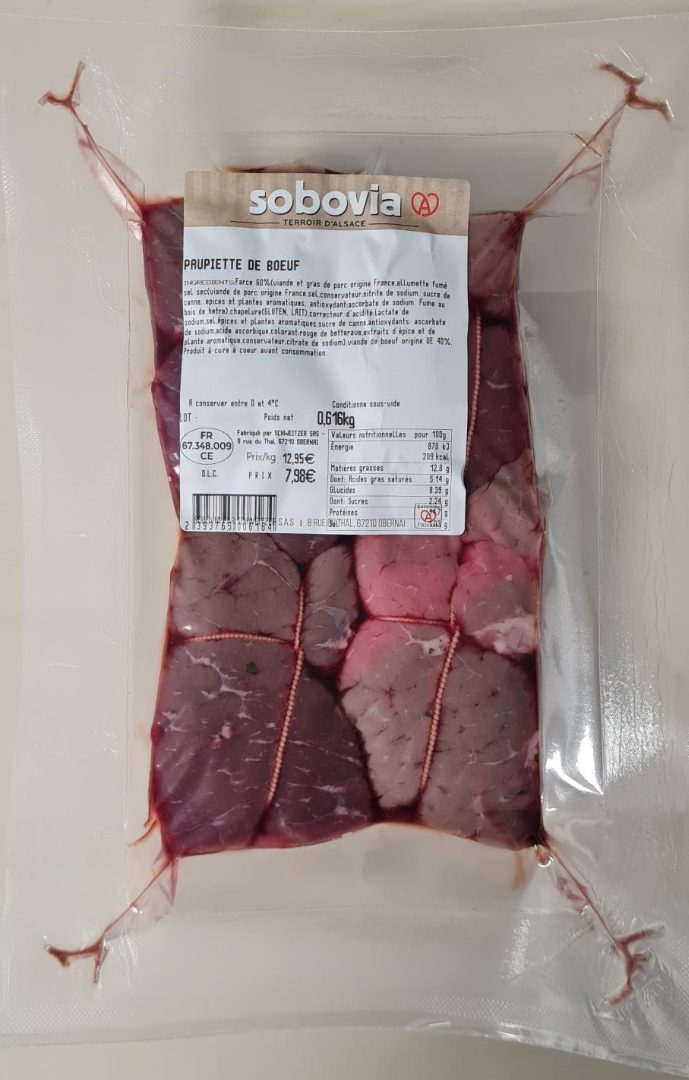 sobovia
TERROIR D'ALSACE
PAUPIETTE DE BOEUF
INGREDIENTS:Farce 60%(viande et gras de porc origine France,allumette fumé
sel sec(viande de porc origine France,sel,conservateur:nitrite de sodium, sucre de
canne, épices et plantes aromatiques, antioxydant:ascorbate de sodium. Fumé au
bois de hetre),chapelure(GLUTEN, LAIT),correcteur d'acidité:Lactate de
sodium,sel,épices et plantes aromatiques,sucre de canne,antioxydants: ascorbate
de sodium,acide ascorbique,colorant:rouge de betterave,extraits d'épice et de
plante aromatique,conservateur:citrate de sodium),viande de boeuf origine DE 40%.
Produit à cuire à coeur avant consommation.
A conserver entre 0 et 4°C Conditionné sous-vide
LOT : Poids net 0,616kg
FR
67.348.009
CE
Fabriqué par SCHWEITZER SAS -
8 rue du Thal, 67210 OBERNAI
Prix/kg 12,95€
D.L.C. PRIX 7,98€
Valeurs nutritionnelles pour 100g
Energie 870 kJ
209 kcal
Matières grasses 12.8 g
Dont: Acides gras saturés 5.14 g
Glucides 8.39 g
Dont: Sucres 2.24 g
Protéines g
S.A.S | 8 RUE DU THAL, 67210 OBERNAI